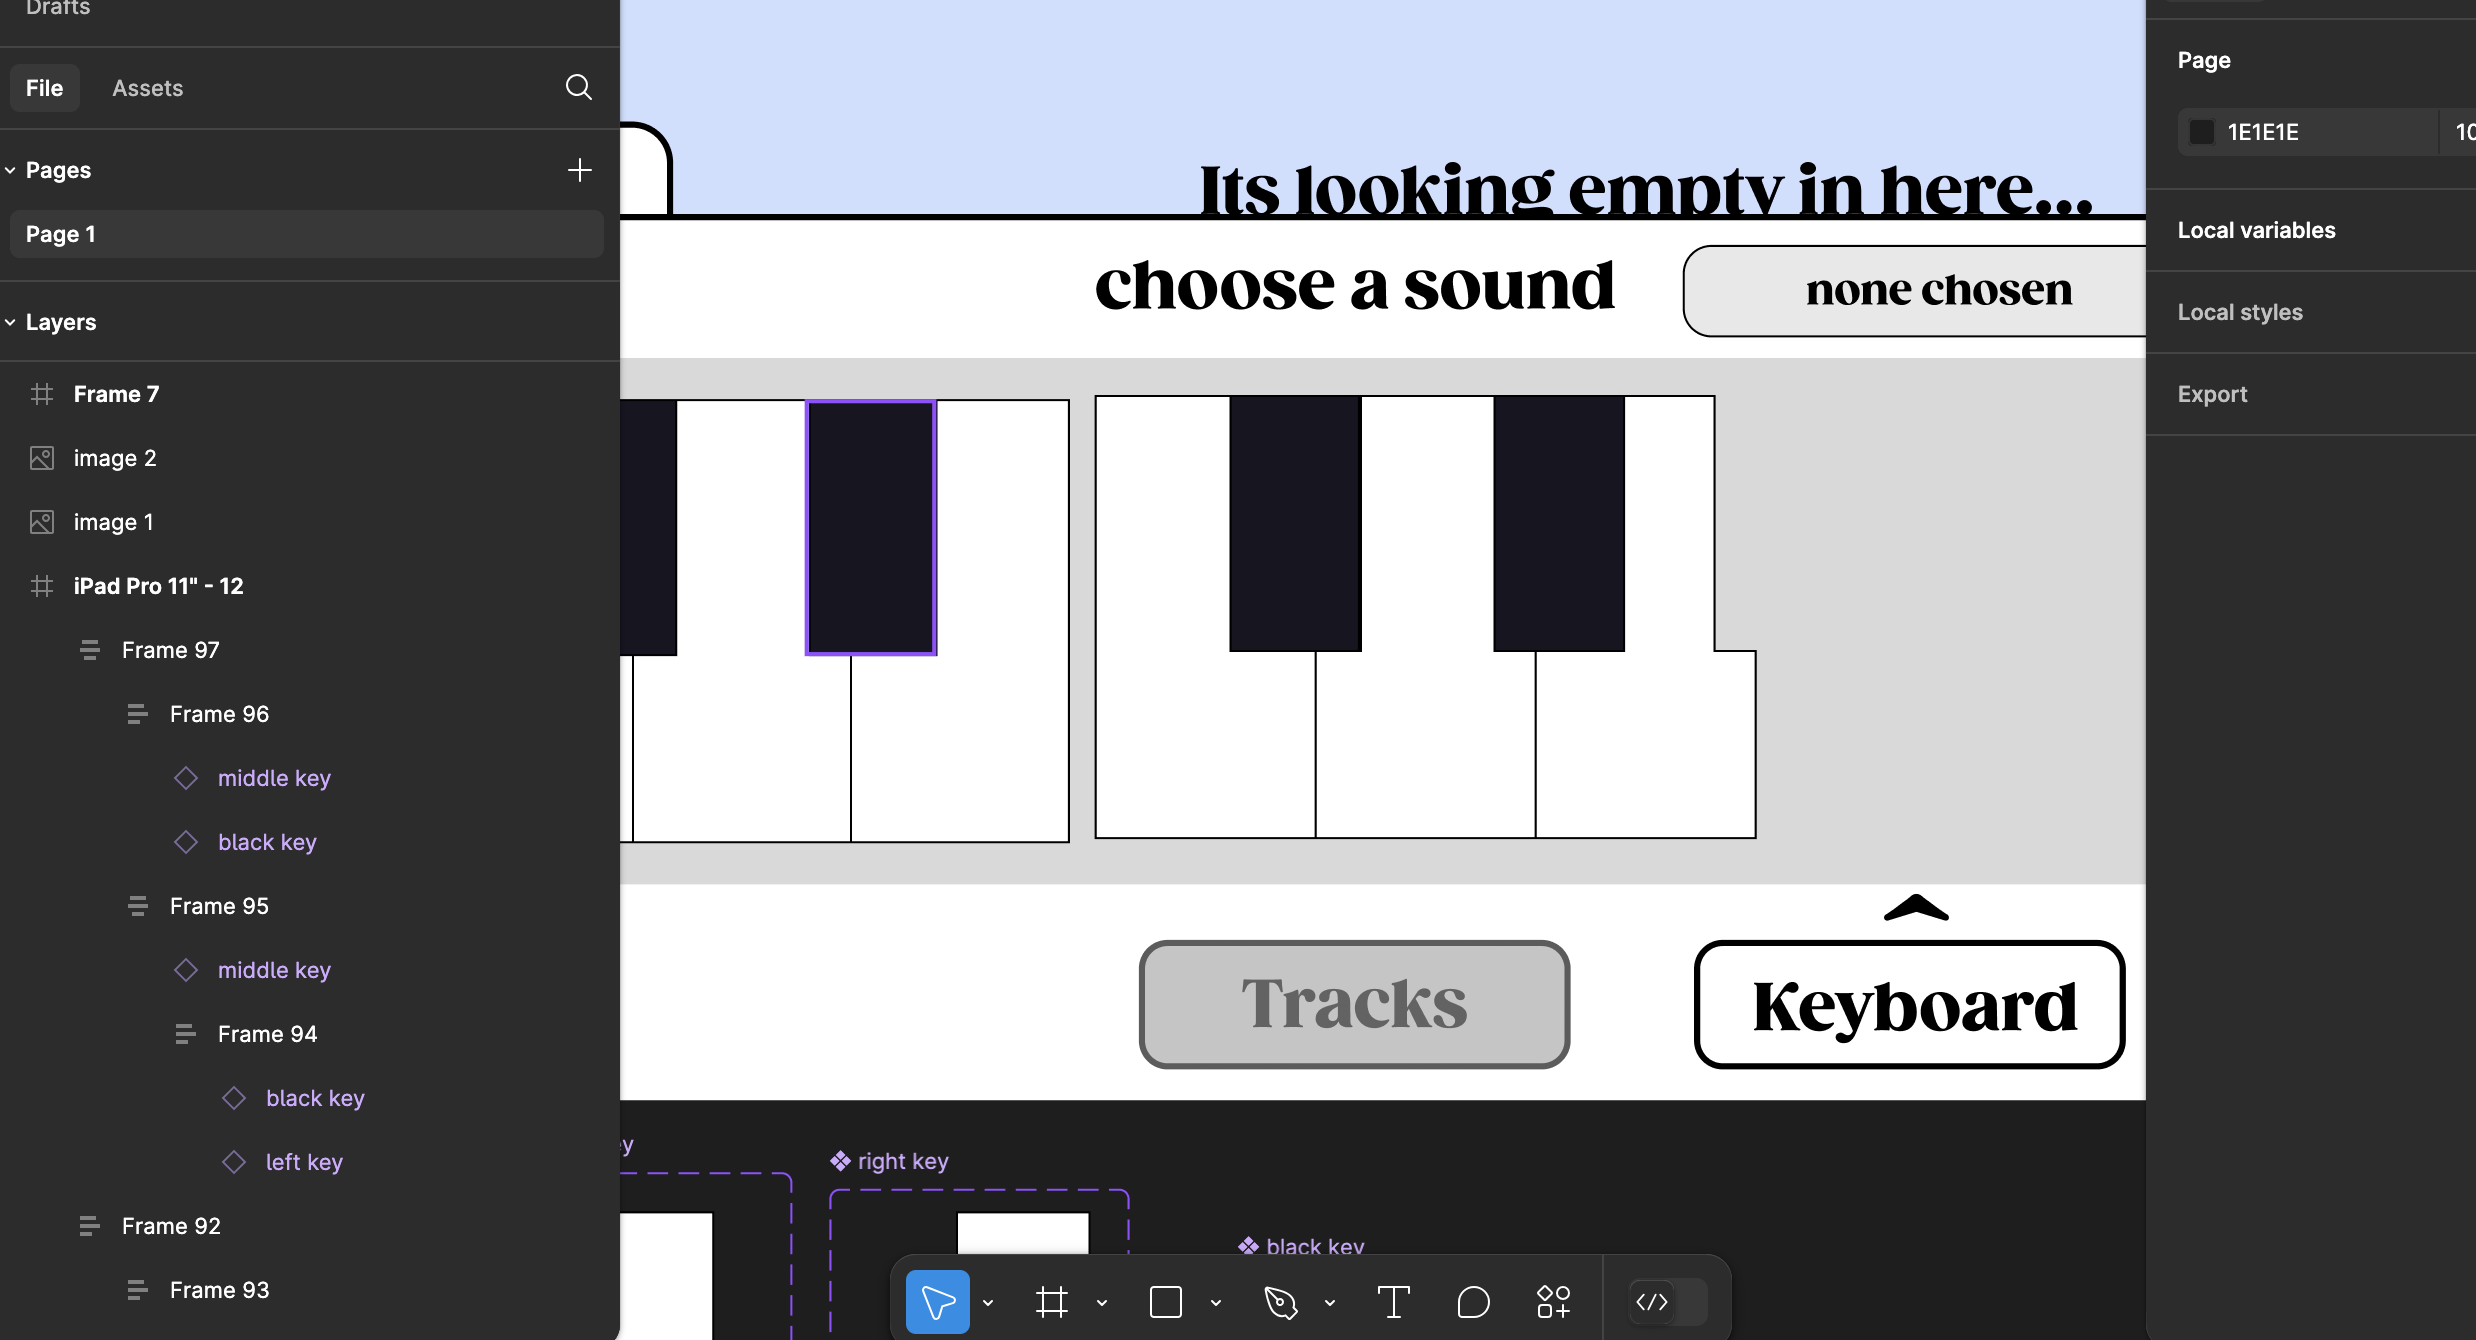 Drafts
File
Assets
Pages
Page 1
Layers
Frame 7
image 2
image 1
iPad Pro 11" - 12
Frame 97
Frame 96
middle key
black key
Frame 95
middle key
Frame 94
black key
left key
Frame 92
Frame 93
Its looking empty in here...
choose a sound
none chosen
Tracks
Keyboard
y
right key
black key
Page
1E1E1E
10
Local variables
Local styles
Export